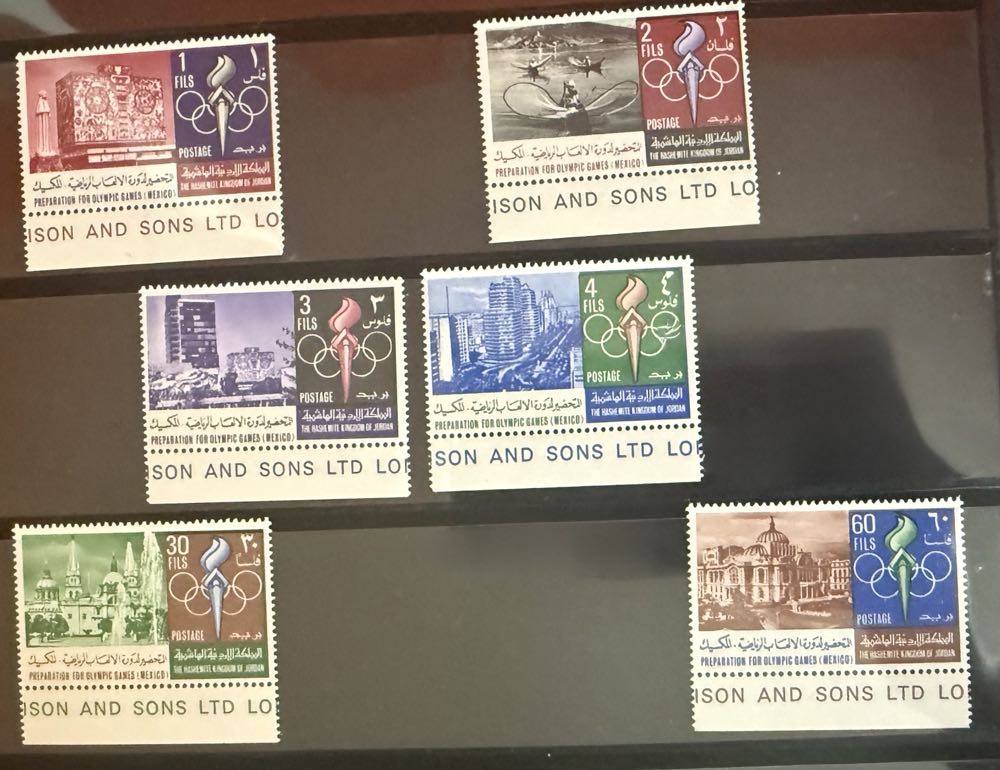 1 ١
FILS فلس
POSTAGE بريد
المملكة الاردنية الهاشمية
THE HASHEMITE KINGDOM OF JORDAN
التحضير لدورة الالعاب الرياضية - المكسيك
PREPARATION FOR OLYMPIC GAMES (MEXICO)
ISON AND SONS LTD LO
2 ٢
FILS فلسان
POSTAGE بريد
المملكة الاردنية الهاشمية
THE HASHEMITE KINGDOM OF JORDAN
التحضير لدورة الالعاب الرياضية - المكسيك
PREPARATION FOR OLYMPIC GAMES (MEXICO)
ISON AND SONS LTD LO
3 ٣
FILS فلوس
POSTAGE بريد
المملكة الاردنية الهاشمية
THE HASHEMITE KINGDOM OF JORDAN
التحضير لدورة الالعاب الرياضية - المكسيك
PREPARATION FOR OLYMPIC GAMES (MEXICO)
SON AND SONS LTD LO
4 ٤
FILS فلوس
POSTAGE بريد
المملكة الاردنية الهاشمية
THE HASHEMITE KINGDOM OF JORDAN
التحضير لدورة الالعاب الرياضية - المكسيك
PREPARATION FOR OLYMPIC GAMES (MEXICO)
SON AND SONS LTD LO
30 ٣٠
FILS فلسا
POSTAGE بريد
المملكة الاردنية الهاشمية
THE HASHEMITE KINGDOM OF JORDAN
التحضير لدورة الالعاب الرياضية - المكسيك
PREPARATION FOR OLYMPIC GAMES (MEXICO)
ISON AND SONS LTD LO
60 ٦٠
FILS فلسا
POSTAGE بريد
المملكة الاردنية الهاشمية
THE HASHEMITE KINGDOM OF JORDAN
التحضير لدورة الالعاب الرياضية - المكسيك
PREPARATION FOR OLYMPIC GAMES (MEXICO)
ISON AND SONS LTD LO